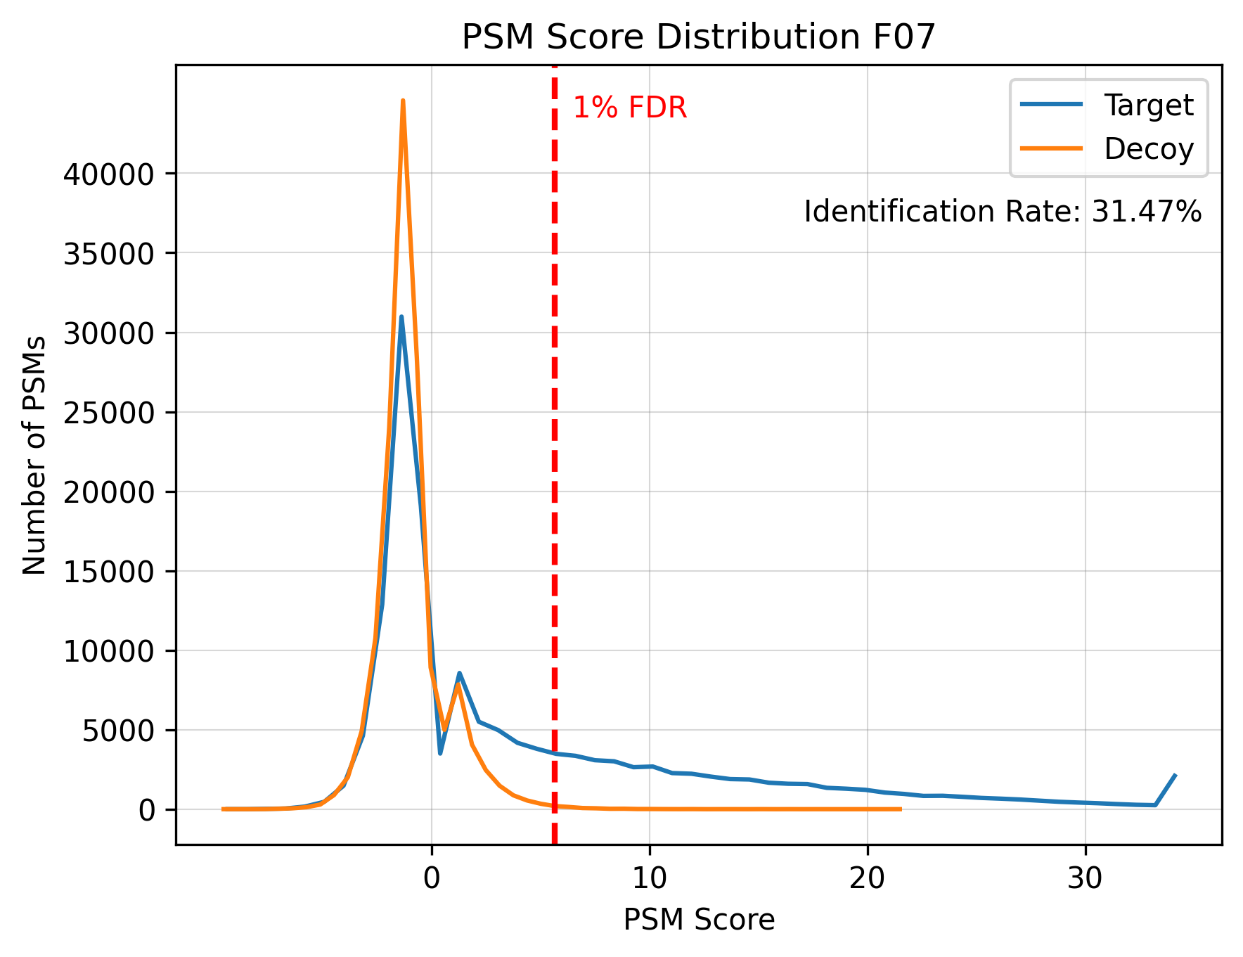 PSM Score Distribution F07
1% FDR
Target
Decoy
Identification Rate: 31.47%
Number of PSMs
40000
35000
30000
25000
20000
15000
10000
5000
0
0 10 20 30
PSM Score